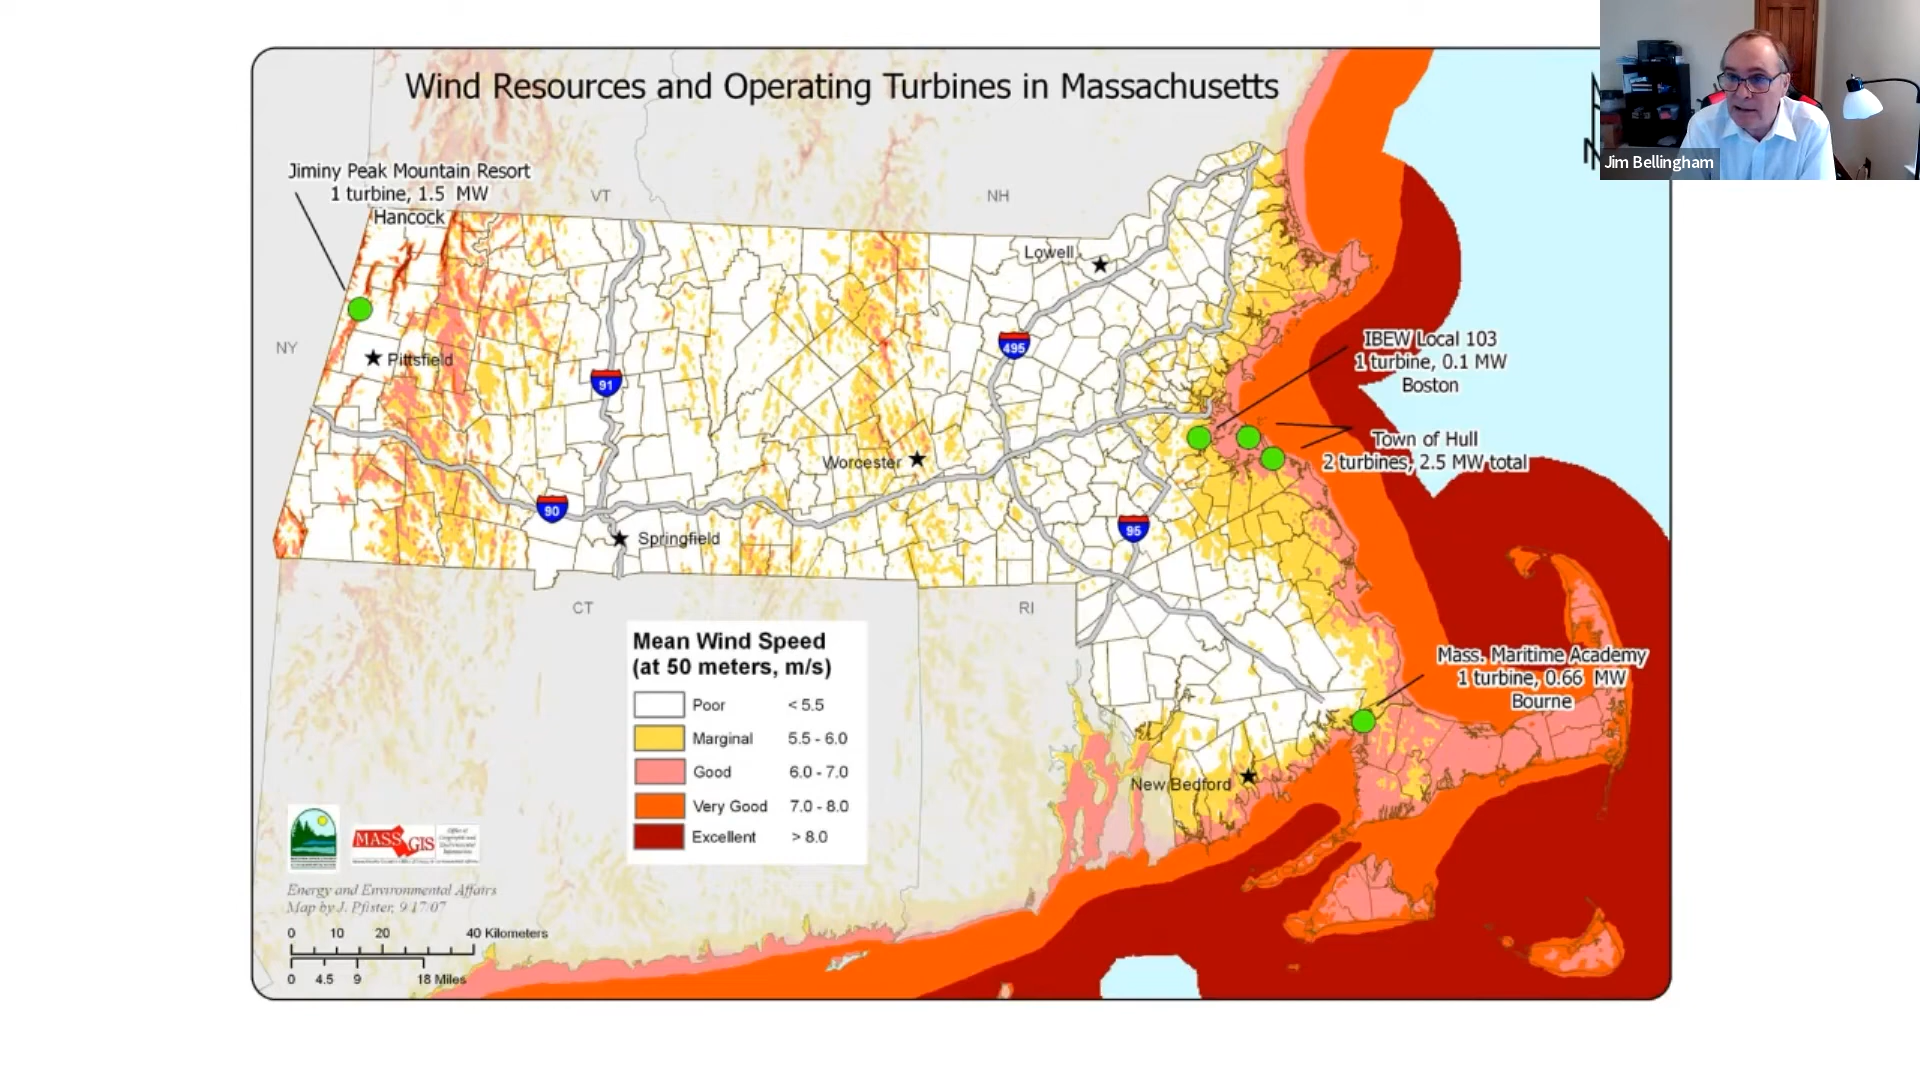 Wind Resources and Operating Turbines in Massachusetts
Jim Bellingham
Jiminy Peak Mountain Resort
1 turbine, 1.5 MW
Hancock
VT
NH
NY
Lowell
495
91
Pittsfield
IBEW Local 103
1 turbine, 0.1 MW
Boston
Town of Hull
2 turbines, 2.5 MW total
Worcester
90
95
Springfield
CT
RI
Mass. Maritime Academy
1 turbine, 0.66 MW
Bourne
New Bedford
Mean Wind Speed
(at 50 meters, m/s)
Poor < 5.5
Marginal 5.5 - 6.0
Good 6.0 - 7.0
Very Good 7.0 - 8.0
Excellent > 8.0
MASS GIS
Energy and Environmental Affairs
Map by J. Pfister, 9/17/07
0 10 20 40 Kilometers
0 4.5 9 18 Miles